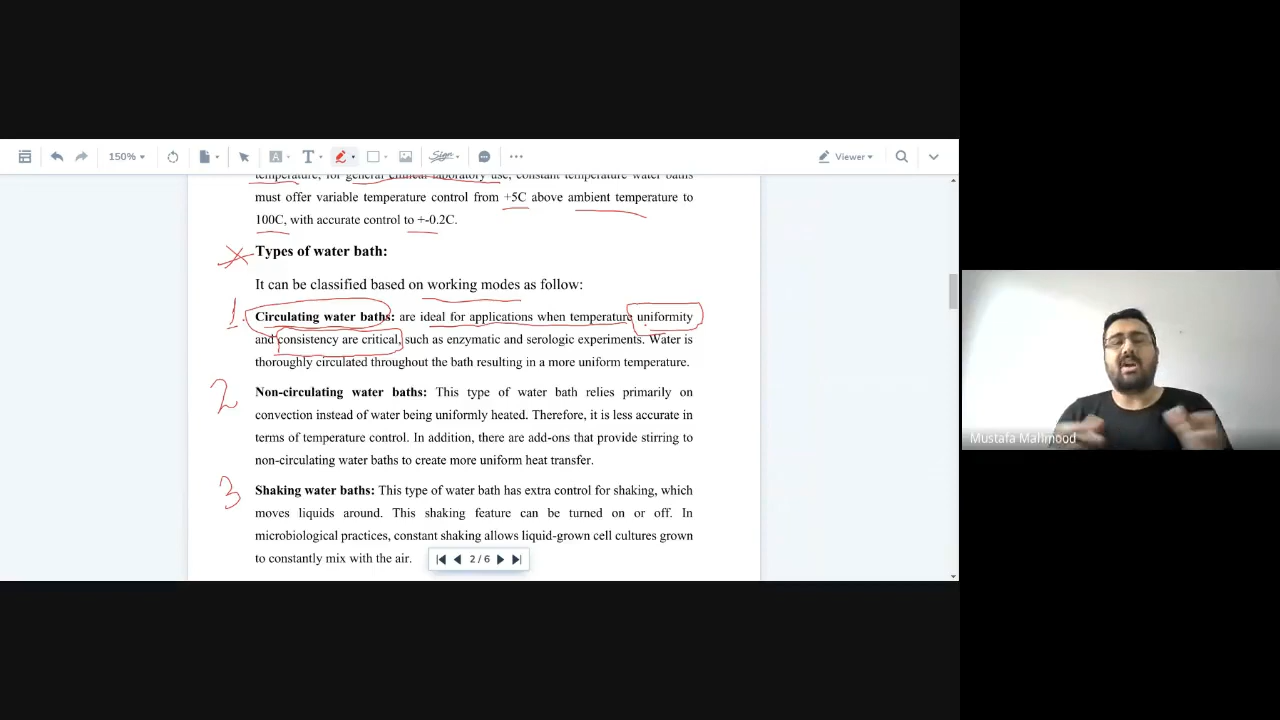 150%
T
Sign
Viewer
temperature, for general clinical laboratory use, constant temperature water baths
must offer variable temperature control from +5C above ambient temperature to
100C, with accurate control to +-0.2C.
Types of water bath:
It can be classified based on working modes as follow:
1. Circulating water baths: are ideal for applications when temperature uniformity
and consistency are critical, such as enzymatic and serologic experiments. Water is
thoroughly circulated throughout the bath resulting in a more uniform temperature.
2 Non-circulating water baths: This type of water bath relies primarily on
convection instead of water being uniformly heated. Therefore, it is less accurate in
terms of temperature control. In addition, there are add-ons that provide stirring to
non-circulating water baths to create more uniform heat transfer.
3 Shaking water baths: This type of water bath has extra control for shaking, which
moves liquids around. This shaking feature can be turned on or off. In
microbiological practices, constant shaking allows liquid-grown cell cultures grown
to constantly mix with the air.
2 / 6
Mustafa Malimood